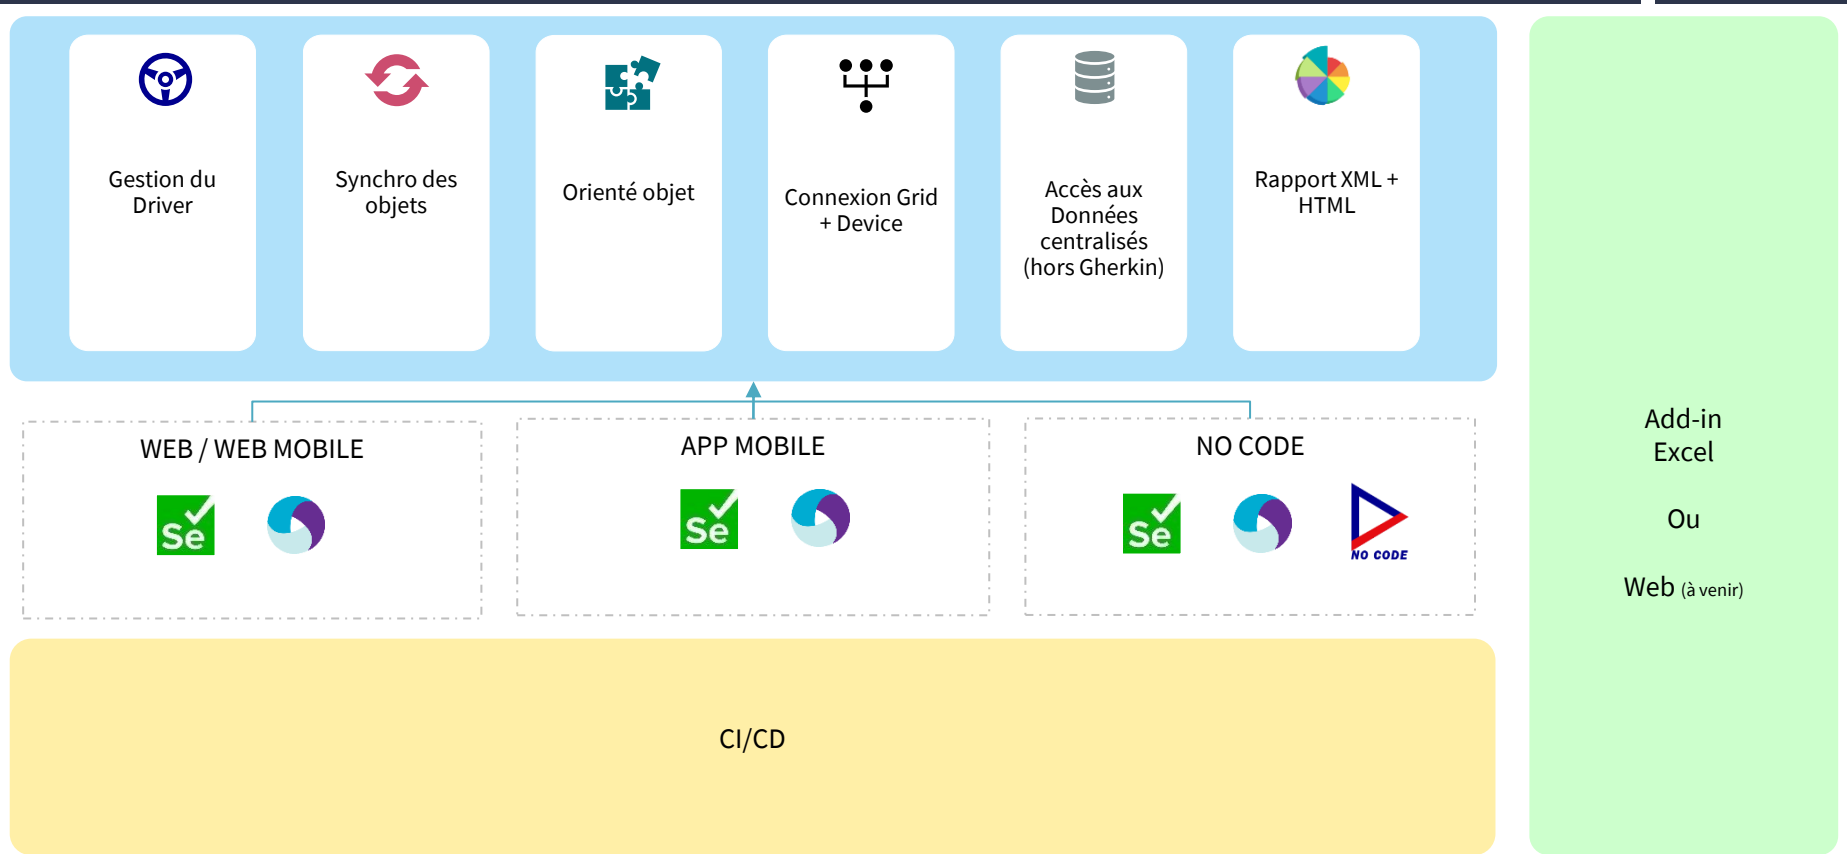 Gestion du
Driver
Synchro des
objets
Orienté objet
Connexion Grid
+ Device
Accès aux
Données
centralisés
(hors Gherkin)
Rapport XML +
HTML
WEB / WEB MOBILE
Se
APP MOBILE
Se
NO CODE
Se
NO CODE
CI/CD
Add-in
Excel
Ou
Web (à venir)